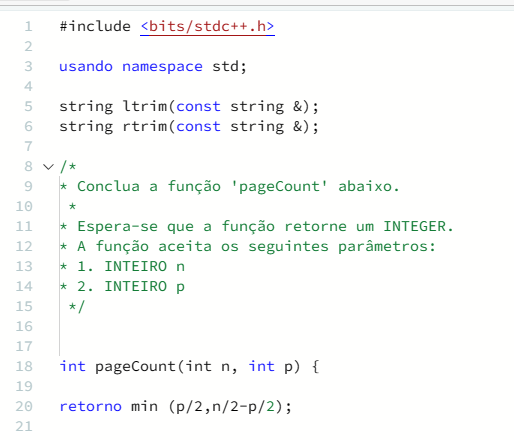 1 #include <bits/stdc++.h>
2
3 usando namespace std;
4
5 string ltrim(const string &);
6 string rtrim(const string &);
7
8 /*
9 * Conclua a função 'pageCount' abaixo.
10 *
11 * Espera-se que a função retorne um INTEGER.
12 * A função aceita os seguintes parâmetros:
13 * 1. INTEIRO n
14 * 2. INTEIRO p
15 */
16
17
18 int pageCount(int n, int p) {
19
20 retorno min (p/2,n/2-p/2);
21